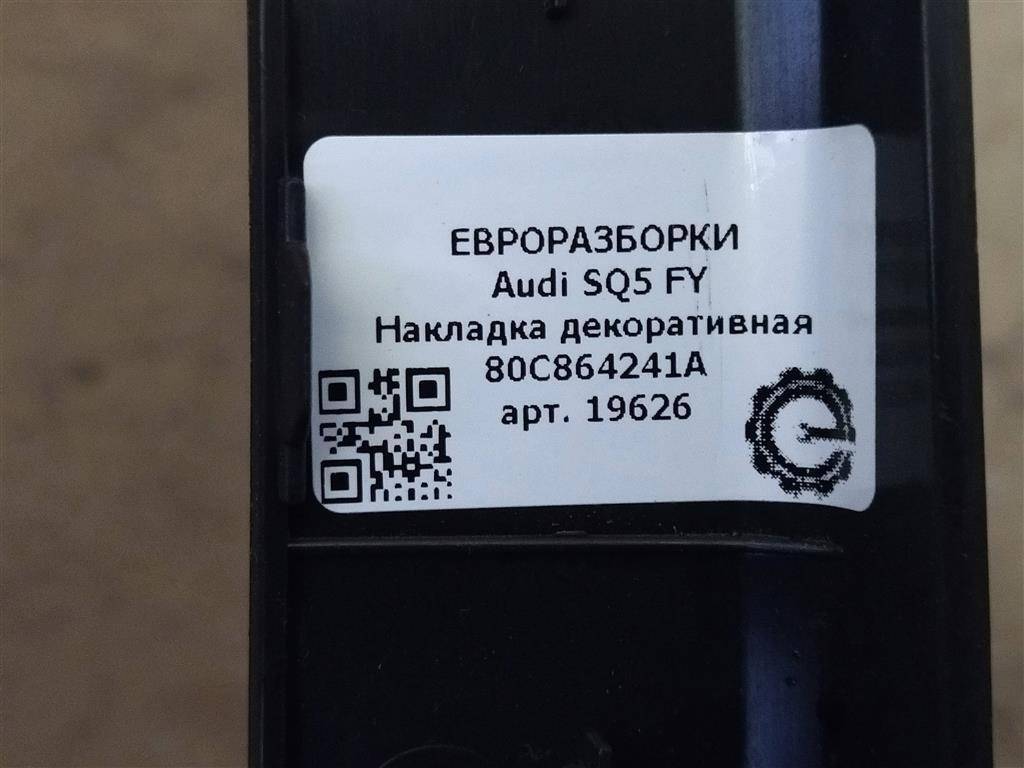 ЕВРОРАЗБОРКИ
Audi SQ5 FY
Накладка декоративная
80C864241A
арт. 19626